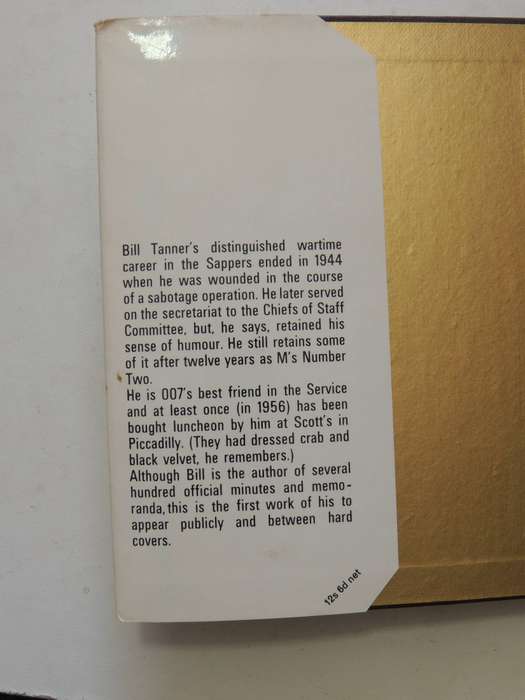 Bill Tanner's distinguished wartime
career in the Sappers ended in 1944
when he was wounded in the course
of a sabotage operation. He later served
on the secretariat to the Chiefs of Staff
Committee, but, he says, retained his
sense of humour. He still retains some
of it after twelve years as M's Number
Two.
He is 007's best friend in the Service
and at least once (in 1956) has been
bought luncheon by him at Scott's in
Piccadilly. (They had dressed crab and
black velvet, he remembers.)
Although Bill is the author of several
hundred official minutes and memo-
randa, this is the first work of his to
appear publicly and between hard
covers.
12s 6d net